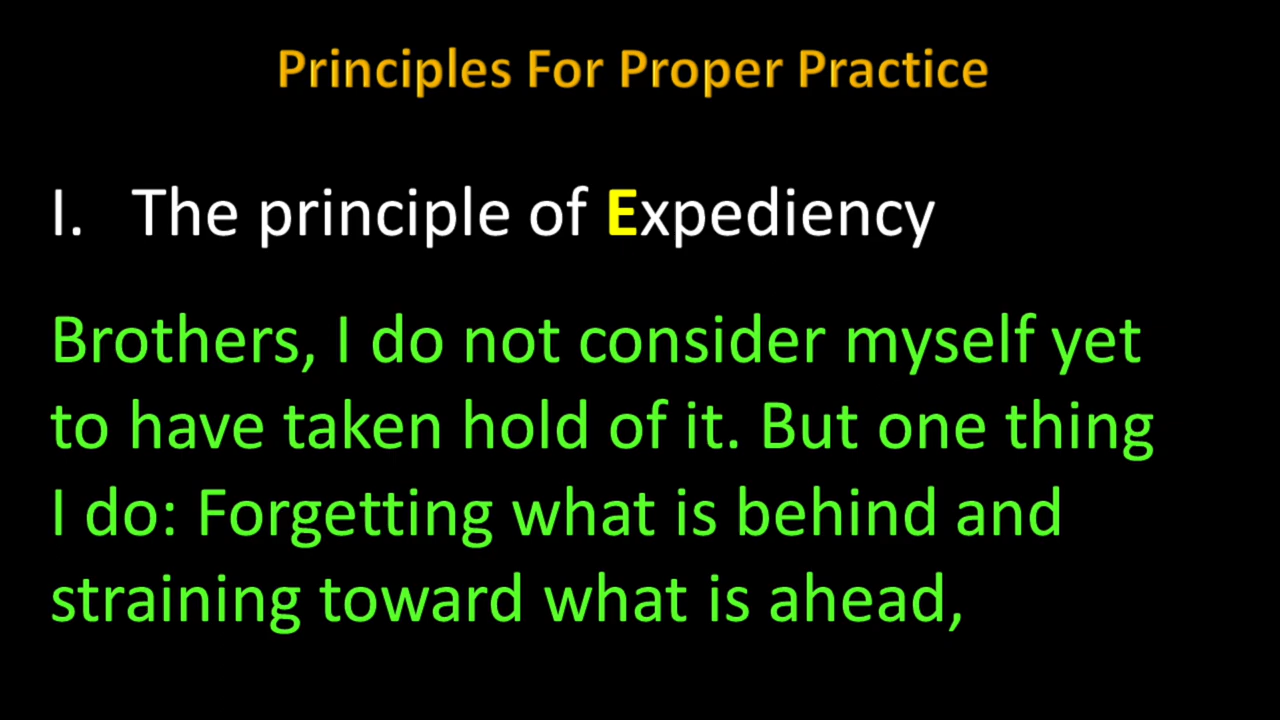 Principles For Proper Practice
I. The principle of Expediency
Brothers, I do not consider myself yet
to have taken hold of it. But one thing
I do: Forgetting what is behind and
straining toward what is ahead,